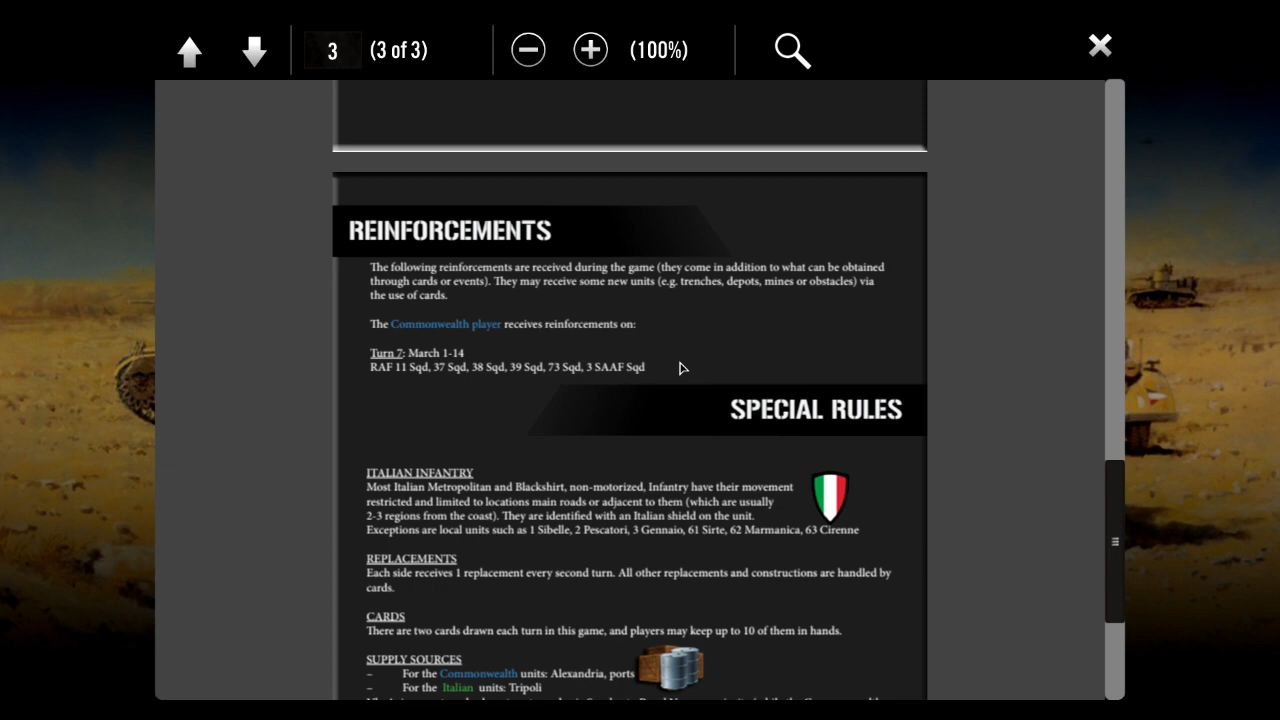 3 (3 of 3) (100%)
REINFORCEMENTS
The following reinforcements are received during the game (they come in addition to what can be obtained
through cards or events). They may receive some new units (e.g. trenches, depots, mines or obstacles) via
the use of cards.
The Commonwealth player receives reinforcements on:
Turn 7: March 1-14
RAF 11 Sqd, 37 Sqd, 38 Sqd, 39 Sqd, 73 Sqd, 3 SAAF Sqd
SPECIAL RULES
ITALIAN INFANTRY
Most Italian Metropolitan and Blackshirt, non-motorized, Infantry have their movement
restricted and limited to locations main roads or adjacent to them (which are usually
2-3 regions from the coast). They are identified with an Italian shield on the unit.
Exceptions are local units such as 1 Sibelle, 2 Pescatori, 3 Gennaio, 61 Sirte, 62 Marmanica, 63 Cirenne
REPLACEMENTS
Each side receives 1 replacement every second turn. All other replacements and constructions are handled by
cards.
CARDS
There are two cards drawn each turn in this game, and players may keep up to 10 of them in hands.
SUPPLY SOURCES
– For the Commonwealth units: Alexandria, ports
– For the Italian units: Tripoli